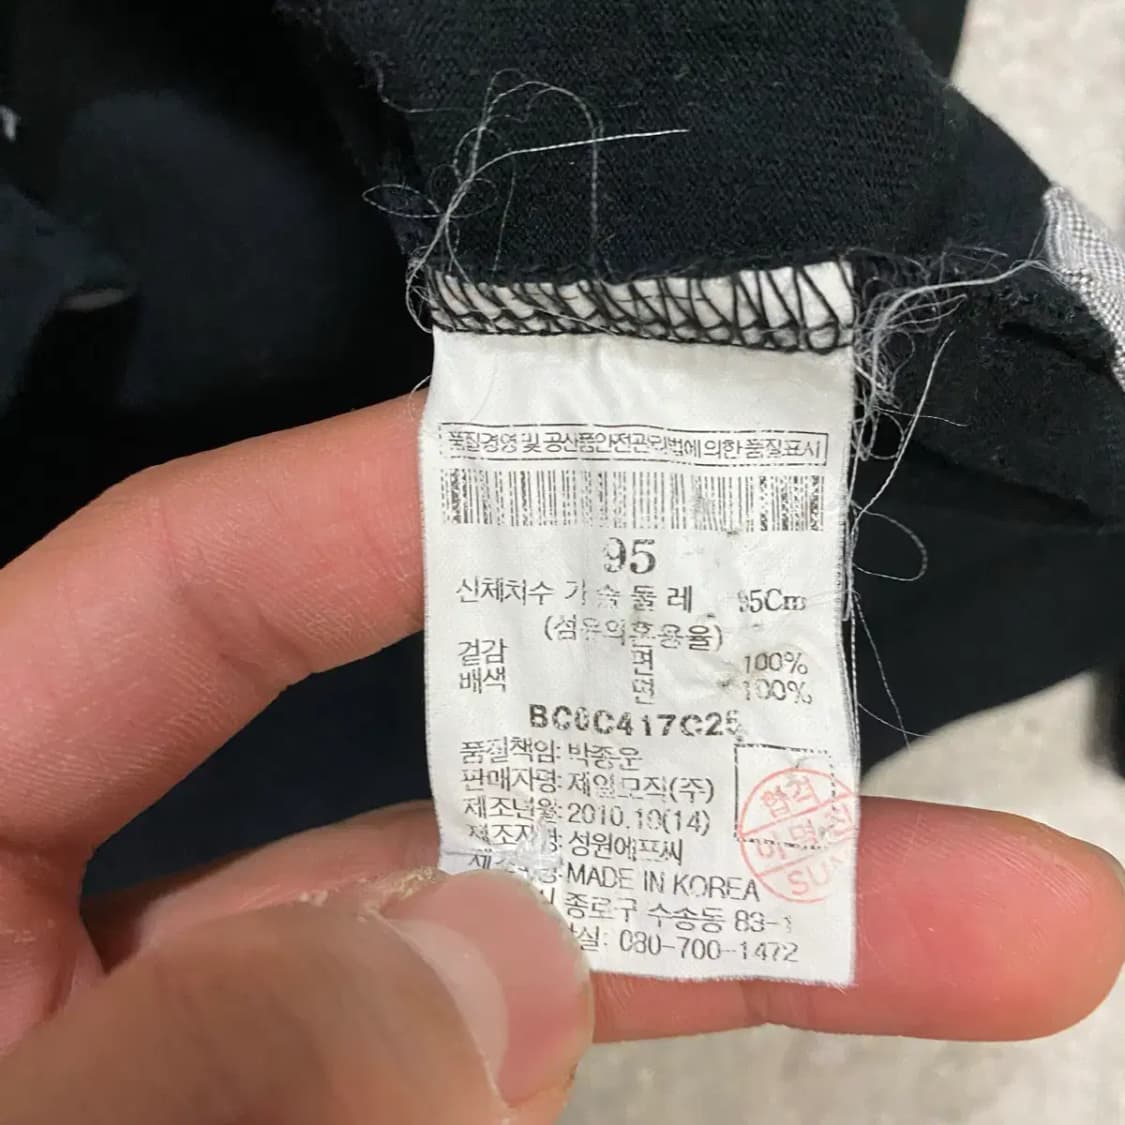 품질경영 및 공산품안전관리법에 의한 품질표시
95
신체치수 가슴둘레 95Cm
(섬유의혼용율)
겉감 면 100%
배색 면 100%
BC0C417C25
품질책임: 박종운
판매자명: 제일모직(주)
제조년월: 2010.10(14)
제조자명: 성원에프씨
MADE IN KOREA
종로구 수송동 83-1
실: 080-700-1472
합격